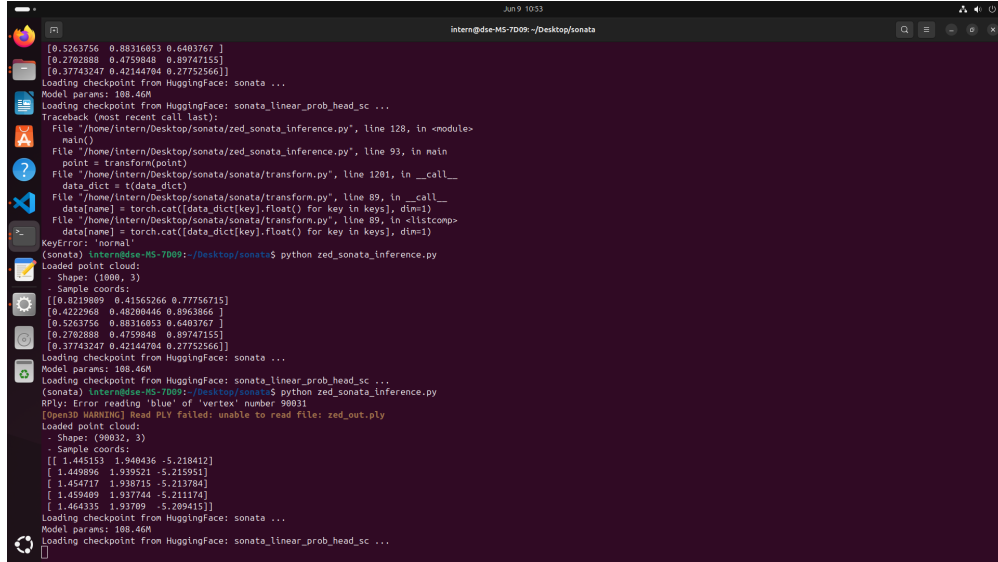 Jun 9 10:53
intern@dse-MS-7D09: ~/Desktop/sonata
[0.5263756  0.88316053 0.6403767 ]
[0.2702888  0.4759848  0.89747155]
[0.37743247 0.42144704 0.27752566]]
Loading checkpoint from HuggingFace: sonata ...
Model params: 108.46M
Loading checkpoint from HuggingFace: sonata_linear_prob_head_sc ...
Traceback (most recent call last):
  File "/home/intern/Desktop/sonata/zed_sonata_inference.py", line 128, in <module>
    main()
  File "/home/intern/Desktop/sonata/zed_sonata_inference.py", line 93, in main
    point = transform(point)
  File "/home/intern/Desktop/sonata/sonata/transform.py", line 1201, in __call__
    data_dict = t(data_dict)
  File "/home/intern/Desktop/sonata/sonata/transform.py", line 89, in __call__
    data[name] = torch.cat([data_dict[key].float() for key in keys], dim=1)
  File "/home/intern/Desktop/sonata/sonata/transform.py", line 89, in <listcomp>
    data[name] = torch.cat([data_dict[key].float() for key in keys], dim=1)
KeyError: 'normal'
(sonata) intern@dse-MS-7D09:~/Desktop/sonata$ python zed_sonata_inference.py
Loaded point cloud:
 - Shape: (1000, 3)
 - Sample coords:
 [[0.8219809  0.41565266 0.77756715]
 [0.4222968  0.48200446 0.8963866 ]
 [0.5263756  0.88316053 0.6403767 ]
 [0.2702888  0.4759848  0.89747155]
 [0.37743247 0.42144704 0.27752566]]
Loading checkpoint from HuggingFace: sonata ...
Model params: 108.46M
Loading checkpoint from HuggingFace: sonata_linear_prob_head_sc ...
(sonata) intern@dse-MS-7D09:~/Desktop/sonata$ python zed_sonata_inference.py
RPly: Error reading 'blue' of 'vertex' number 90031
[Open3D WARNING] Read PLY failed: unable to read file: zed_out.ply
Loaded point cloud:
 - Shape: (90032, 3)
 - Sample coords:
 [[ 1.445153  1.940436 -5.218412]
 [ 1.449896  1.939521 -5.215951]
 [ 1.454717  1.938715 -5.213784]
 [ 1.459409  1.937744 -5.211174]
 [ 1.464335  1.93709  -5.209415]]
Loading checkpoint from HuggingFace: sonata ...
Model params: 108.46M
Loading checkpoint from HuggingFace: sonata_linear_prob_head_sc ...